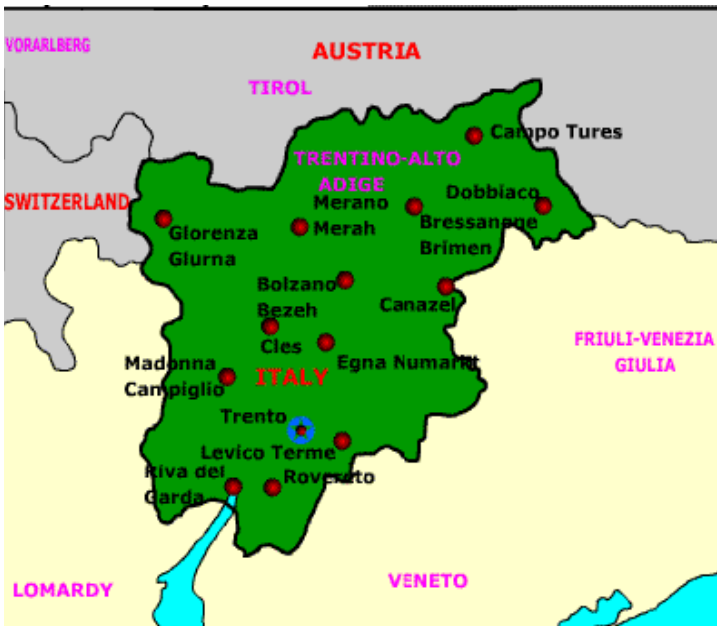 VORARLBERG
AUSTRIA
TIROL
Campo Tures
TRENTINO-ALTO
ADIGE
SWITZERLAND
Merano
Merah
Dobbiaco
Bressanone
Brimen
Glorenza
Glurna
Bolzano
Bezeh
Canazel
Cles
Egna Numarkt
FRIULI-VENEZIA
GIULIA
Madonna
Campiglio
ITALY
Trento
Levico Terme
Riva del
Garda
Rovereto
LOMARDY
VENETO